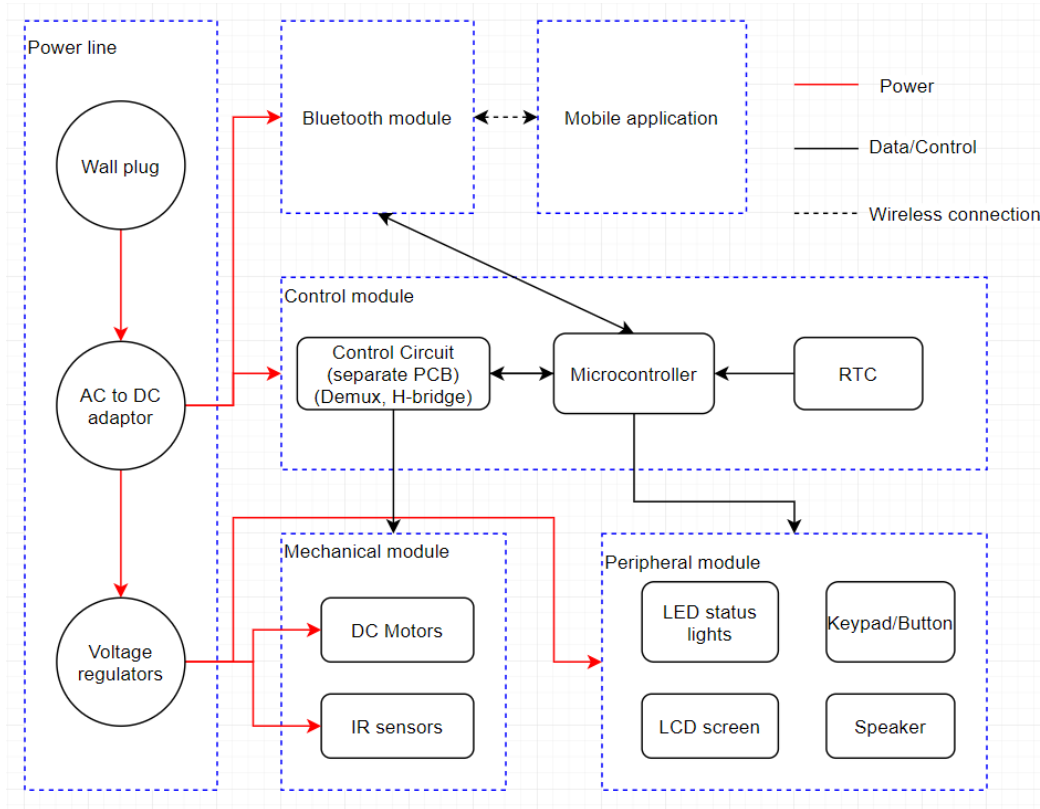 Power line
Wall plug
AC to DC
adaptor
Voltage
regulators
Bluetooth module
Mobile application
Power
Data/Control
Wireless connection
Control module
Control Circuit
(separate PCB)
(Demux, H-bridge)
Microcontroller
RTC
Mechanical module
DC Motors
IR sensors
Peripheral module
LED status
lights
Keypad/Button
LCD screen
Speaker